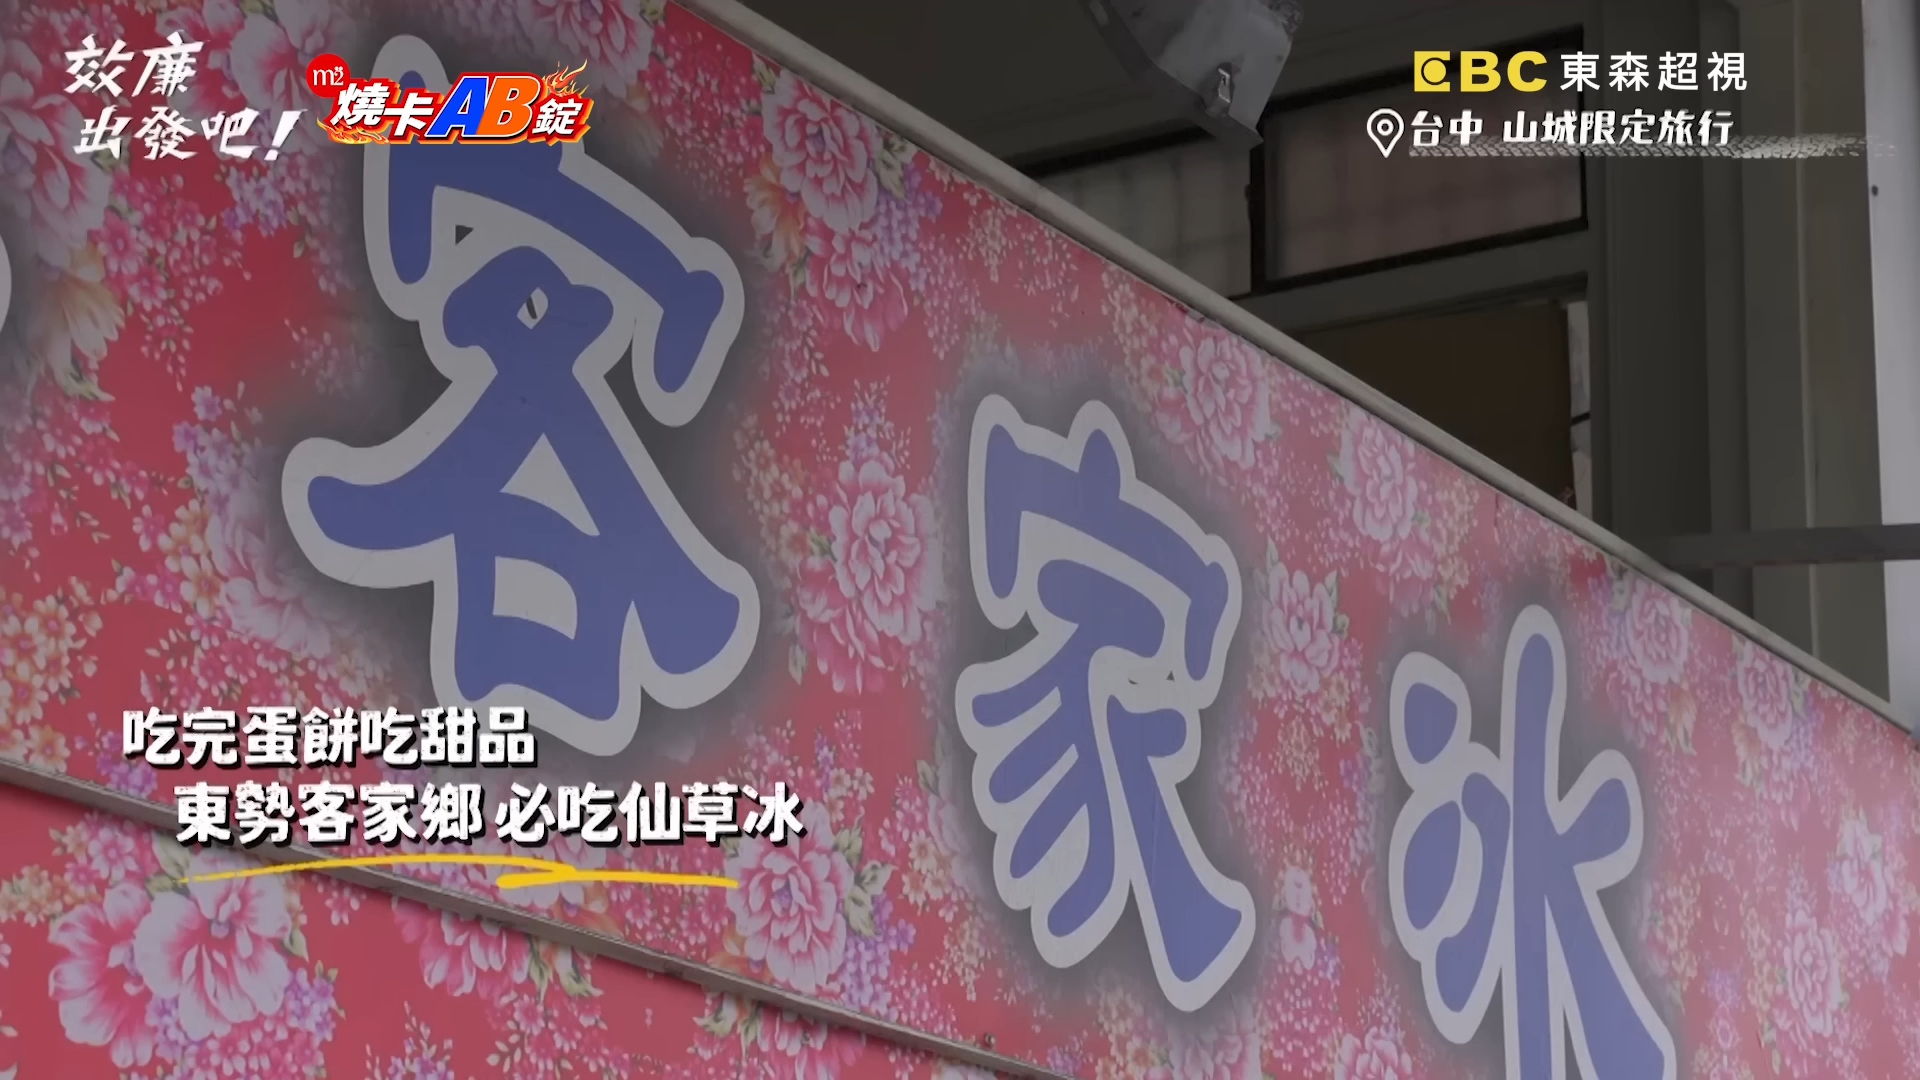 效廉
出發吧!
m2
燒卡AB錠
EBC 東森超視
台中 山城限定旅行
客家冰
吃完蛋餅吃甜品
東勢客家鄉 必吃仙草冰